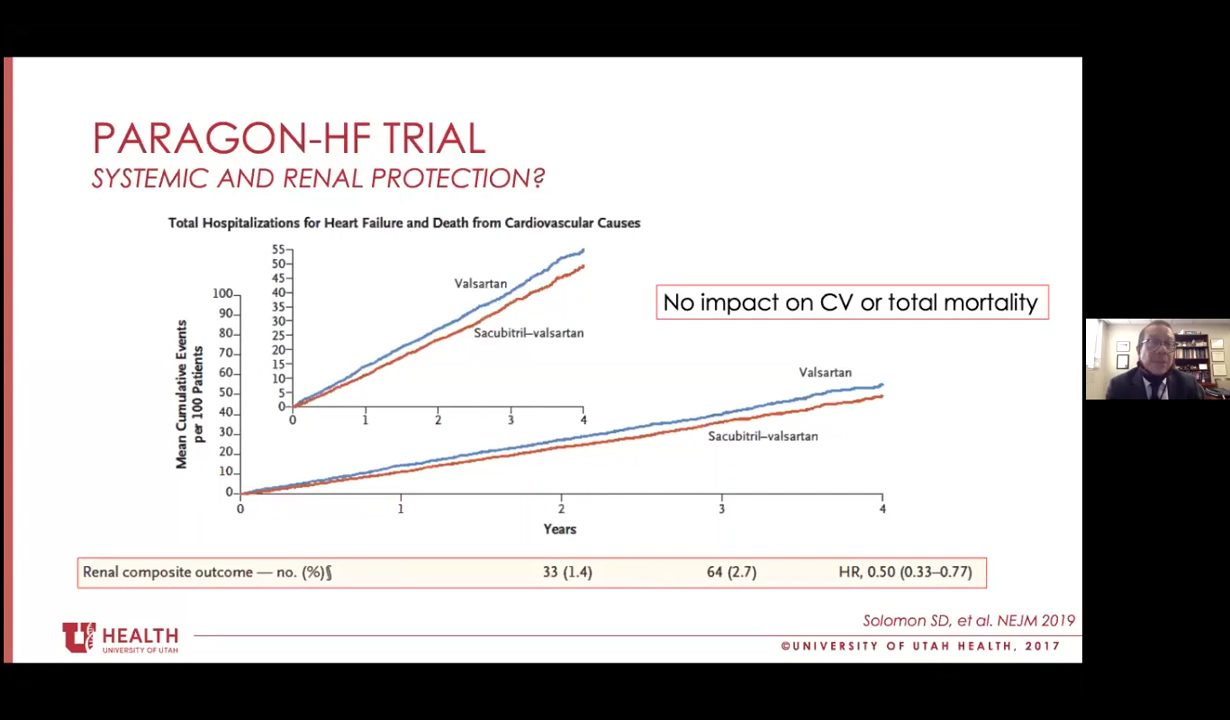 PARAGON-HF TRIAL
SYSTEMIC AND RENAL PROTECTION?
Total Hospitalizations for Heart Failure and Death from Cardiovascular Causes
55
50
45
40
35
30
25
20
15
10
5
0
0 1 2 3 4
Valsartan
Sacubitril–valsartan
No impact on CV or total mortality
Mean Cumulative Events
per 100 Patients
100
90
80
70
60
50
40
30
20
10
0
Valsartan
Sacubitril–valsartan
0 1 2 3 4
Years
Renal composite outcome — no. (%)§ 33 (1.4) 64 (2.7) HR, 0.50 (0.33–0.77)
Solomon SD, et al. NEJM 2019
U HEALTH
UNIVERSITY OF UTAH
©UNIVERSITY OF UTAH HEALTH, 2017